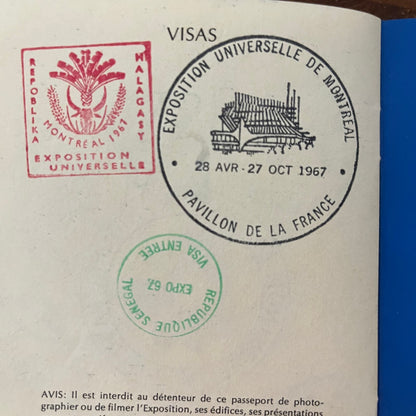 VISAS
REPOBLIKA
MALAGASY
MONTRÉAL 1967
EXPOSITION
UNIVERSELLE
EXPOSITION UNIVERSELLE DE MONTREAL
28 AVR - 27 OCT 1967
PAVILLON DE LA FRANCE
VISA ENTREE
EXPO 67
REPUBLIQUE SENEGAL
AVIS: Il est interdit au détenteur de ce passeport de photo-
graphier ou de filmer l'Exposition, ses édifices, ses présentations